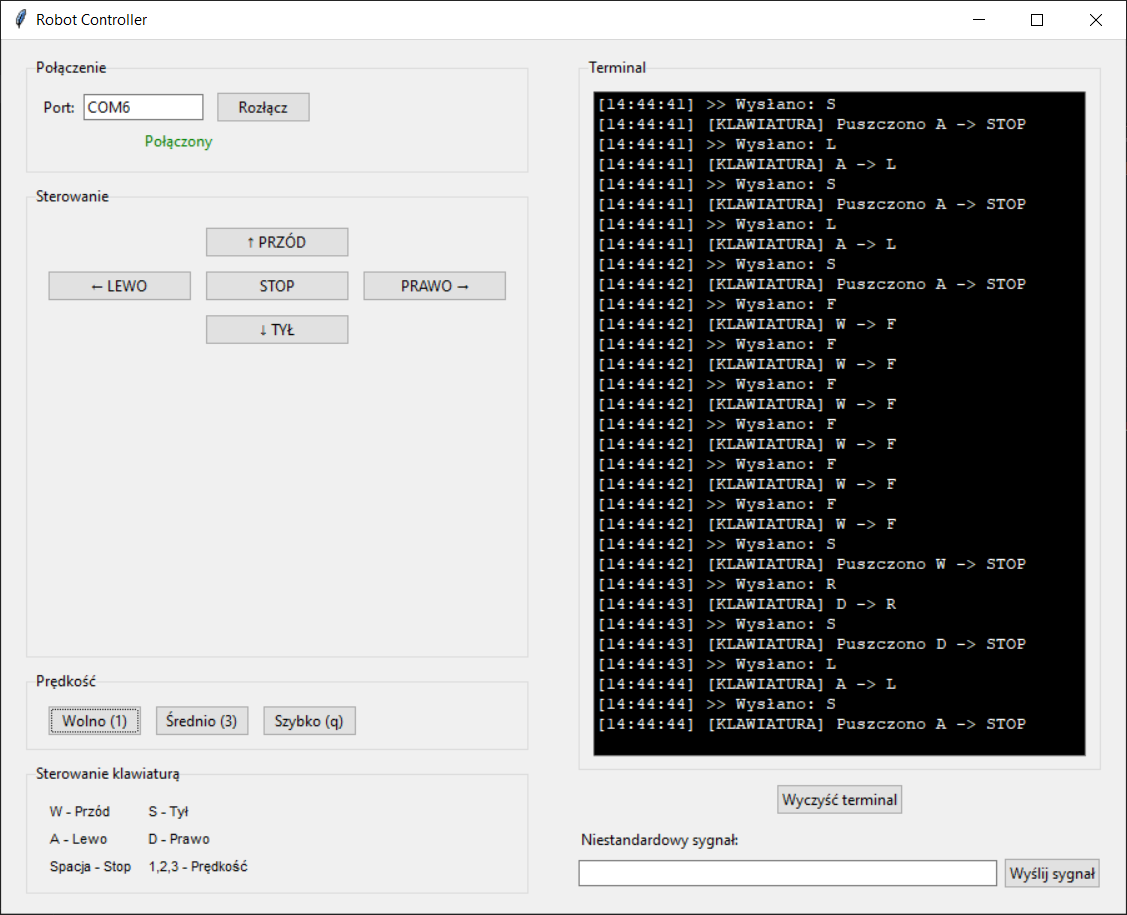 Robot Controller
Połączenie
Port: COM6 Rozłącz
Połączony
Sterowanie
↑ PRZÓD
← LEWO STOP PRAWO →
↓ TYŁ
Prędkość
Wolno (1) Średnio (3) Szybko (q)
Sterowanie klawiaturą
W - Przód S - Tył
A - Lewo D - Prawo
Spacja - Stop 1,2,3 - Prędkość
Terminal
[14:44:41] >> Wysłano: S
[14:44:41] [KLAWIATURA] Puszczono A -> STOP
[14:44:41] >> Wysłano: L
[14:44:41] [KLAWIATURA] A -> L
[14:44:41] >> Wysłano: S
[14:44:41] [KLAWIATURA] Puszczono A -> STOP
[14:44:41] >> Wysłano: L
[14:44:41] [KLAWIATURA] A -> L
[14:44:42] >> Wysłano: S
[14:44:42] [KLAWIATURA] Puszczono A -> STOP
[14:44:42] >> Wysłano: F
[14:44:42] [KLAWIATURA] W -> F
[14:44:42] >> Wysłano: F
[14:44:42] [KLAWIATURA] W -> F
[14:44:42] >> Wysłano: F
[14:44:42] [KLAWIATURA] W -> F
[14:44:42] >> Wysłano: F
[14:44:42] [KLAWIATURA] W -> F
[14:44:42] >> Wysłano: F
[14:44:42] [KLAWIATURA] W -> F
[14:44:42] >> Wysłano: F
[14:44:42] [KLAWIATURA] W -> F
[14:44:42] >> Wysłano: S
[14:44:42] [KLAWIATURA] Puszczono W -> STOP
[14:44:43] >> Wysłano: R
[14:44:43] [KLAWIATURA] D -> R
[14:44:43] >> Wysłano: S
[14:44:43] [KLAWIATURA] Puszczono D -> STOP
[14:44:43] >> Wysłano: L
[14:44:44] [KLAWIATURA] A -> L
[14:44:44] >> Wysłano: S
[14:44:44] [KLAWIATURA] Puszczono A -> STOP
Wyczyść terminal
Niestandardowy sygnał:
Wyślij sygnał